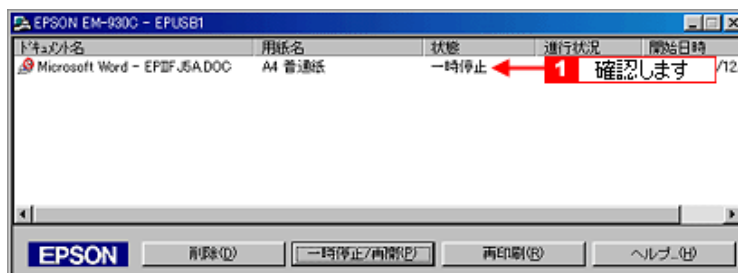 EPSON EM-930C - EPUSB1
ドキュメント名 用紙名 状態 進行状況 開始日時
Microsoft Word - EPIFJ5A.DOC A4 普通紙 一時停止 1 確認します /12
EPSON 削除(D) 一時停止/再開(P) 再印刷(R) ヘルプ_(H)